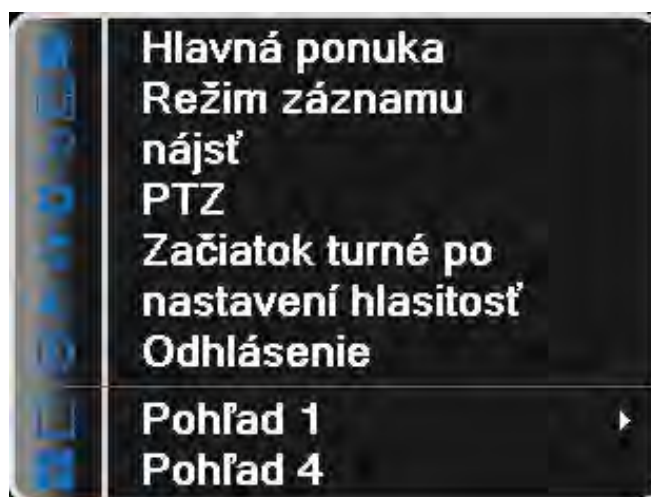 Hlavná ponuka
Režim záznamu
nájsť
PTZ
Začiatok turné po
nastavení hlasitosť
Odhlásenie
Pohľad 1
Pohľad 4